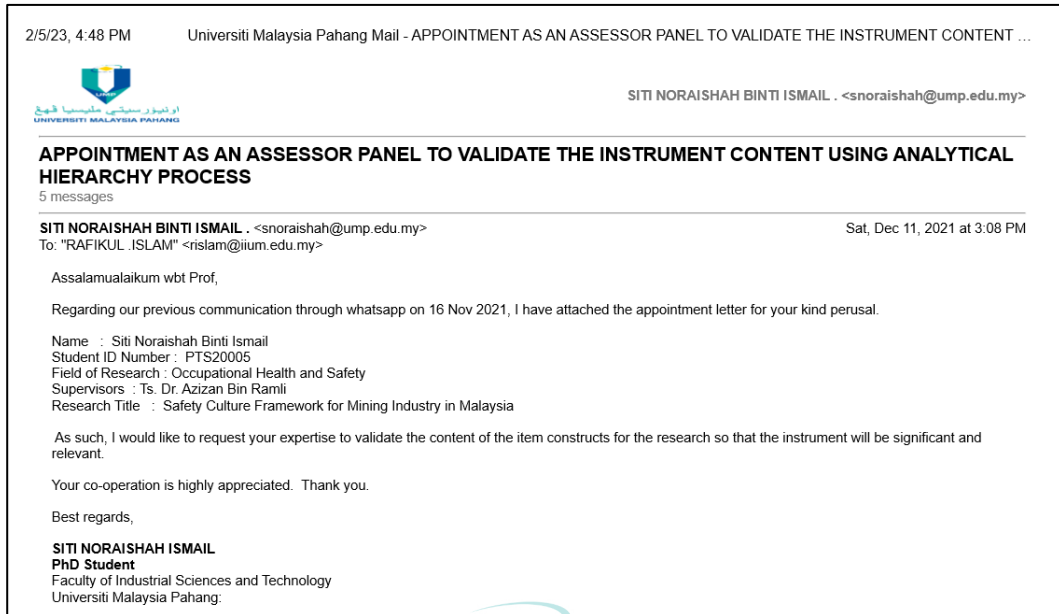 2/5/23, 4:48 PM Universiti Malaysia Pahang Mail - APPOINTMENT AS AN ASSESSOR PANEL TO VALIDATE THE INSTRUMENT CONTENT ...
UMP
اونيورسيتي مليسيا ڤهڠ
UNIVERSITI MALAYSIA PAHANG
SITI NORAISHAH BINTI ISMAIL . <snoraishah@ump.edu.my>
APPOINTMENT AS AN ASSESSOR PANEL TO VALIDATE THE INSTRUMENT CONTENT USING ANALYTICAL
HIERARCHY PROCESS
5 messages
SITI NORAISHAH BINTI ISMAIL . <snoraishah@ump.edu.my> Sat, Dec 11, 2021 at 3:08 PM
To: "RAFIKUL .ISLAM" <rislam@iium.edu.my>
Assalamualaikum wbt Prof,
Regarding our previous communication through whatsapp on 16 Nov 2021, I have attached the appointment letter for your kind perusal.
Name : Siti Noraishah Binti Ismail
Student ID Number : PTS20005
Field of Research : Occupational Health and Safety
Supervisors : Ts. Dr. Azizan Bin Ramli
Research Title : Safety Culture Framework for Mining Industry in Malaysia
As such, I would like to request your expertise to validate the content of the item constructs for the research so that the instrument will be significant and
relevant.
Your co-operation is highly appreciated. Thank you.
Best regards,
SITI NORAISHAH ISMAIL
PhD Student
Faculty of Industrial Sciences and Technology
Universiti Malaysia Pahang: